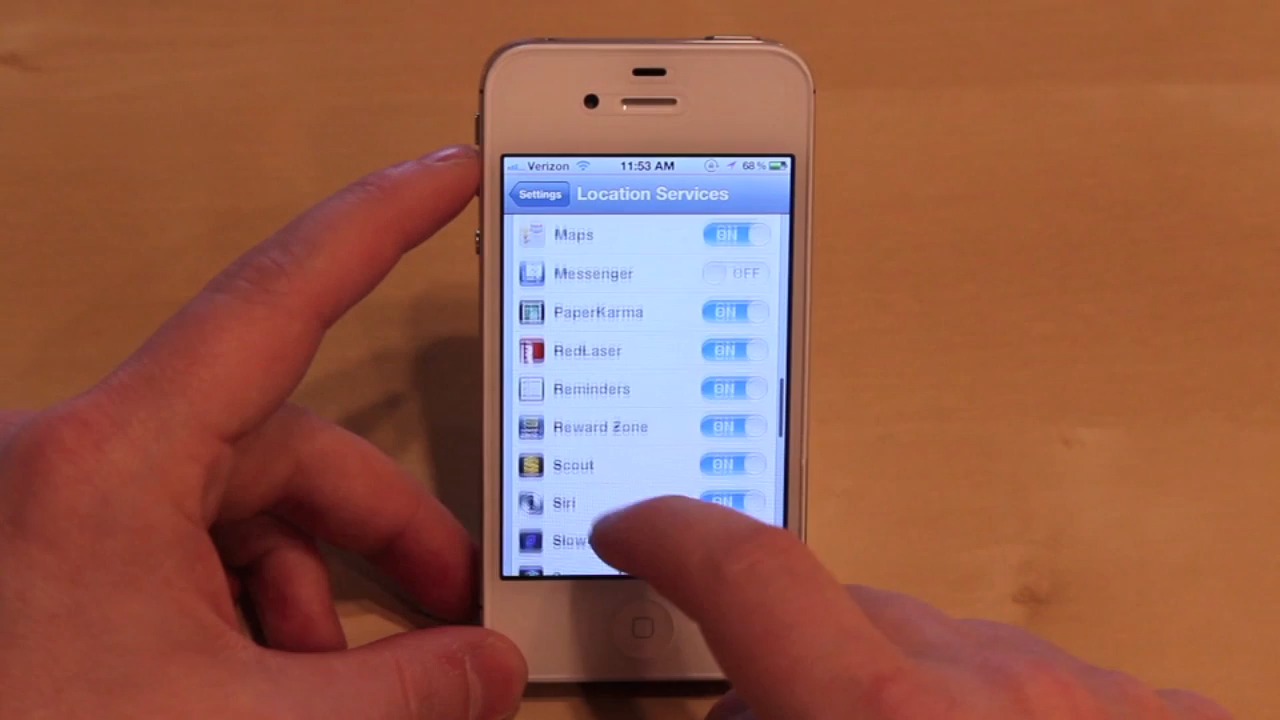 Verizon 11:53 AM 68%
Settings Location Services
Maps ON
Messenger OFF
PaperKarma ON
RedLaser ON
Reminders ON
Reward Zone ON
Scout ON
Siri ON